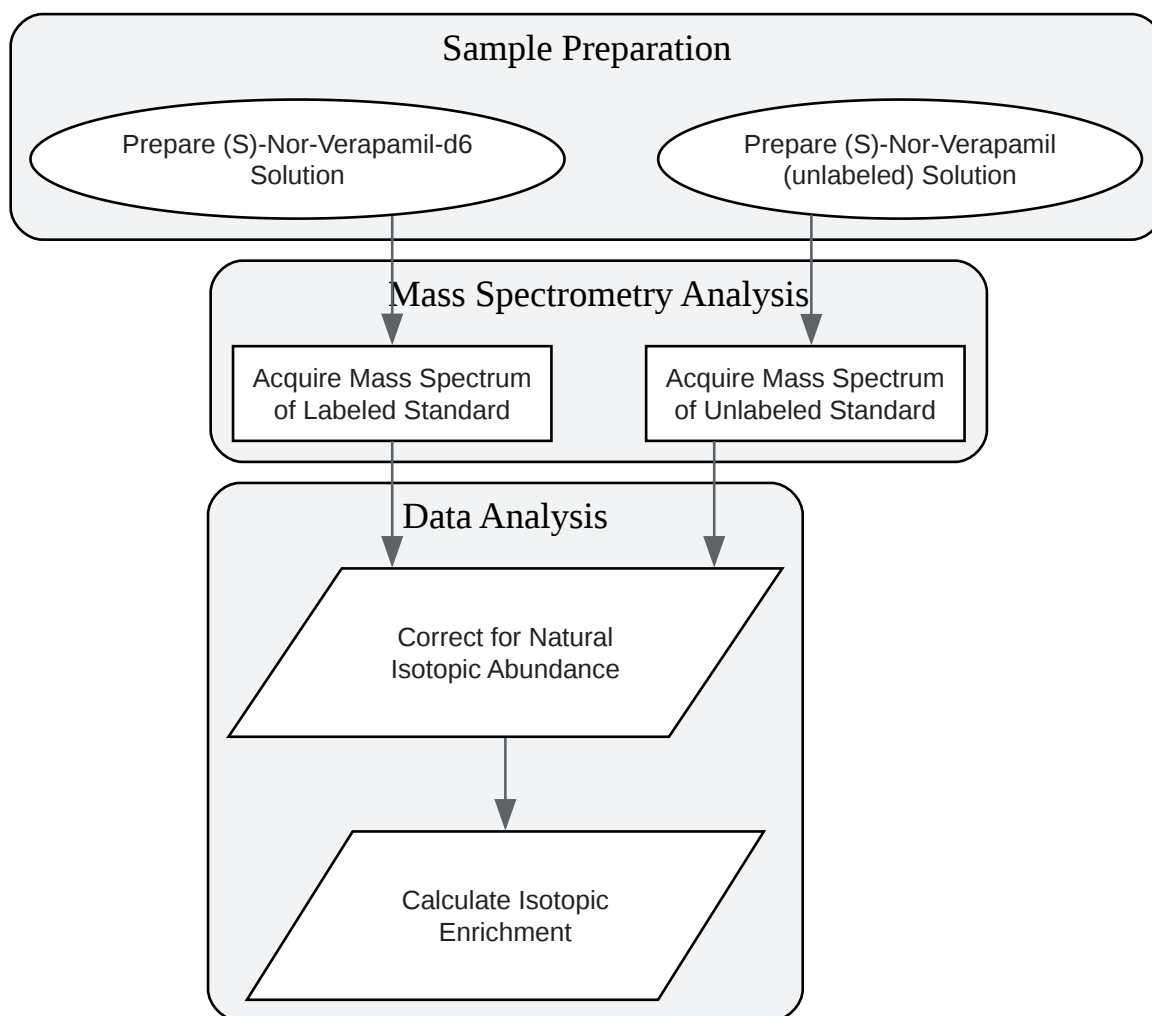 Sample Preparation
Prepare (S)-Nor-Verapamil-d6
Solution
Prepare (S)-Nor-Verapamil
(unlabeled) Solution
Mass Spectrometry Analysis
Acquire Mass Spectrum
of Labeled Standard
Acquire Mass Spectrum
of Unlabeled Standard
Data Analysis
Correct for Natural
Isotopic Abundance
Calculate Isotopic
Enrichment